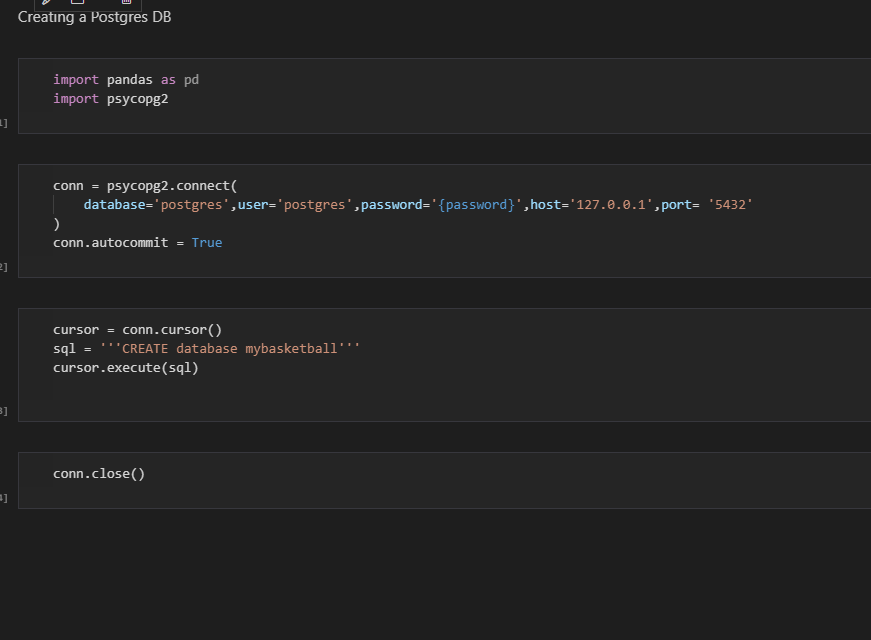 Creating a Postgres DB
import pandas as pd
import psycopg2
1]
conn = psycopg2.connect(
database='postgres',user='postgres',password='{password}',host='127.0.0.1',port= '5432'
)
conn.autocommit = True
2]
cursor = conn.cursor()
sql = '''CREATE database mybasketball'''
cursor.execute(sql)
3]
conn.close()
4]